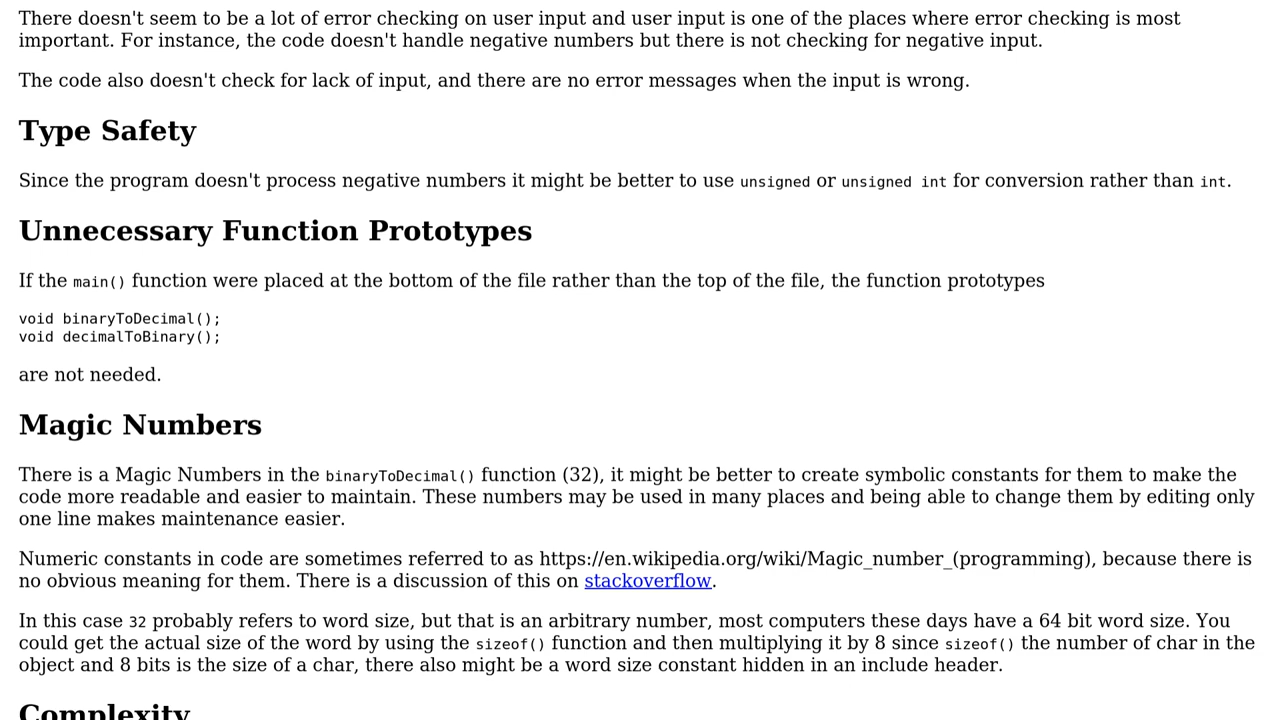 There doesn't seem to be a lot of error checking on user input and user input is one of the places where error checking is most
important. For instance, the code doesn't handle negative numbers but there is not checking for negative input.
The code also doesn't check for lack of input, and there are no error messages when the input is wrong.
Type Safety
Since the program doesn't process negative numbers it might be better to use unsigned or unsigned int for conversion rather than int.
Unnecessary Function Prototypes
If the main() function were placed at the bottom of the file rather than the top of the file, the function prototypes
void binaryToDecimal();
void decimalToBinary();
are not needed.
Magic Numbers
There is a Magic Numbers in the binaryToDecimal() function (32), it might be better to create symbolic constants for them to make the
code more readable and easier to maintain. These numbers may be used in many places and being able to change them by editing only
one line makes maintenance easier.
Numeric constants in code are sometimes referred to as https://en.wikipedia.org/wiki/Magic_number_(programming), because there is
no obvious meaning for them. There is a discussion of this on stackoverflow.
In this case 32 probably refers to word size, but that is an arbitrary number, most computers these days have a 64 bit word size. You
could get the actual size of the word by using the sizeof() function and then multiplying it by 8 since sizeof() the number of char in the
object and 8 bits is the size of a char, there also might be a word size constant hidden in an include header.
Complexity